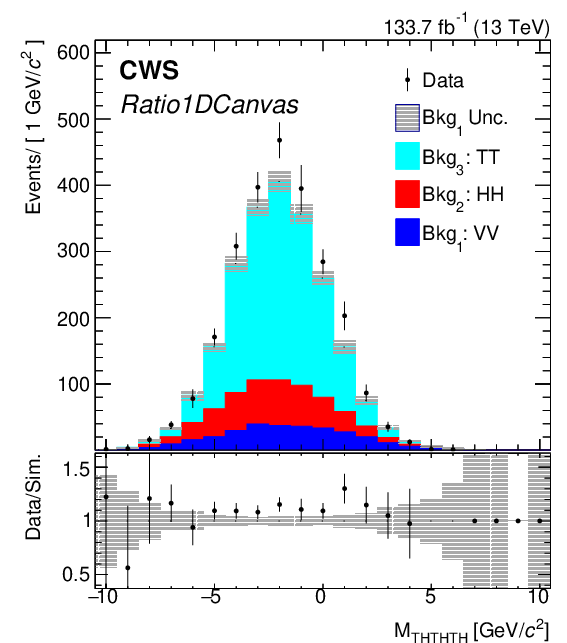 133.7 fb⁻¹ (13 TeV)
Events/ [ 1 GeV/c² ]
600
500
400
300
200
100
CWS
Ratio1DCanvas
Data
Bkg₁ Unc.
Bkg₃: TT
Bkg₂: HH
Bkg₁: VV
Data/Sim.
1.5
1
0.5
−10
−5
0
5
10
M_THTHTH [GeV/c²]